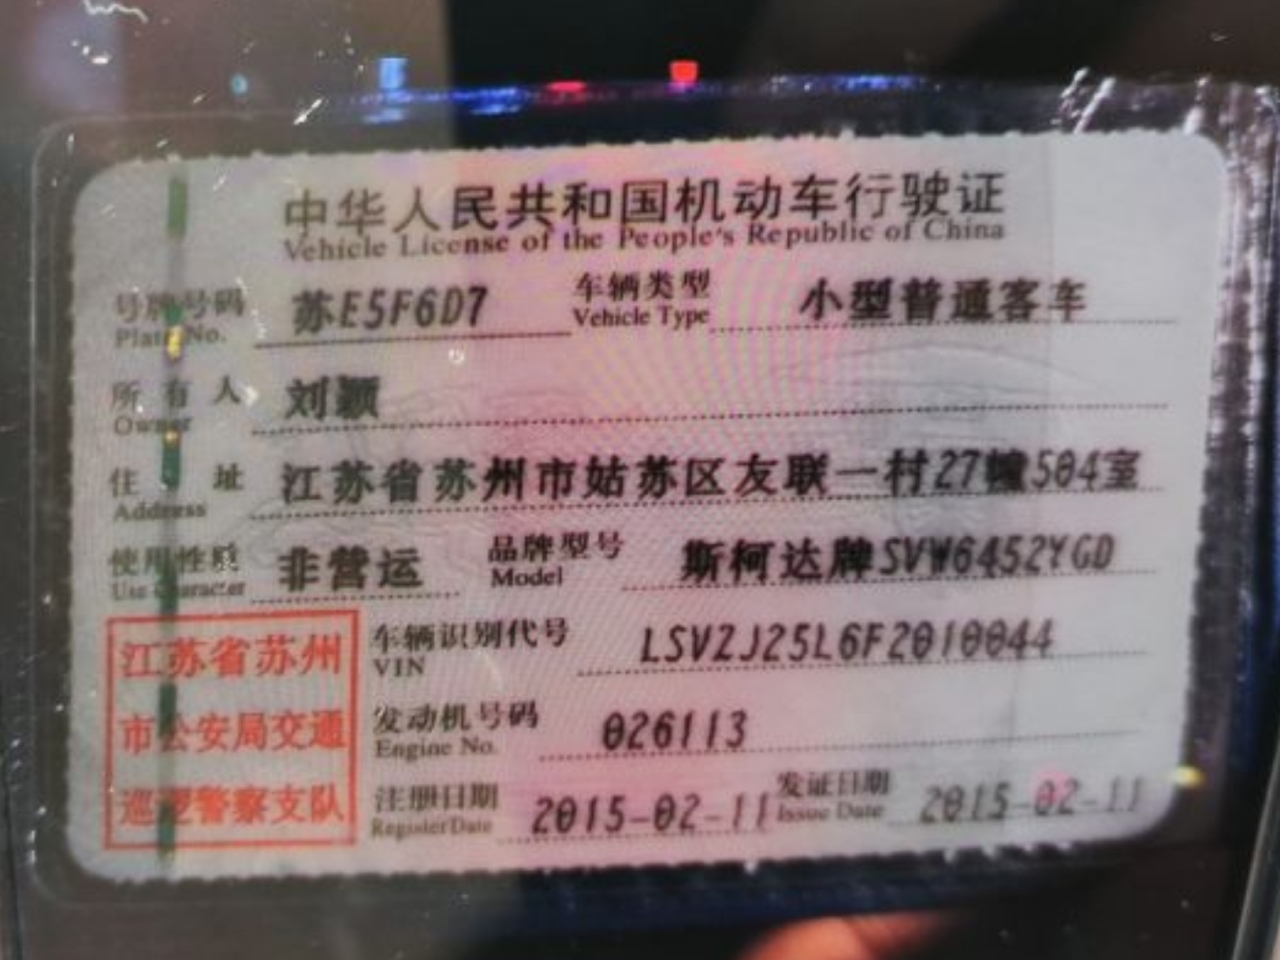 中华人民共和国机动车行驶证
Vehicle License of the People's Republic of China
号牌号码 苏E5F6D7 车辆类型 小型普通客车
Plate No. Vehicle Type
所有人 刘颖
Owner
住址 江苏省苏州市姑苏区友联一村27幢504室
Address
使用性质 非营运 品牌型号 斯柯达牌SVW6452YGD
Use Character Model
江苏省苏州
市公安局交通
巡逻警察支队
车辆识别代号 LSVZJ25L6F2010044
VIN
发动机号码 026113
Engine No.
注册日期 2015-02-11 发证日期 2015-02-11
Register Date Issue Date